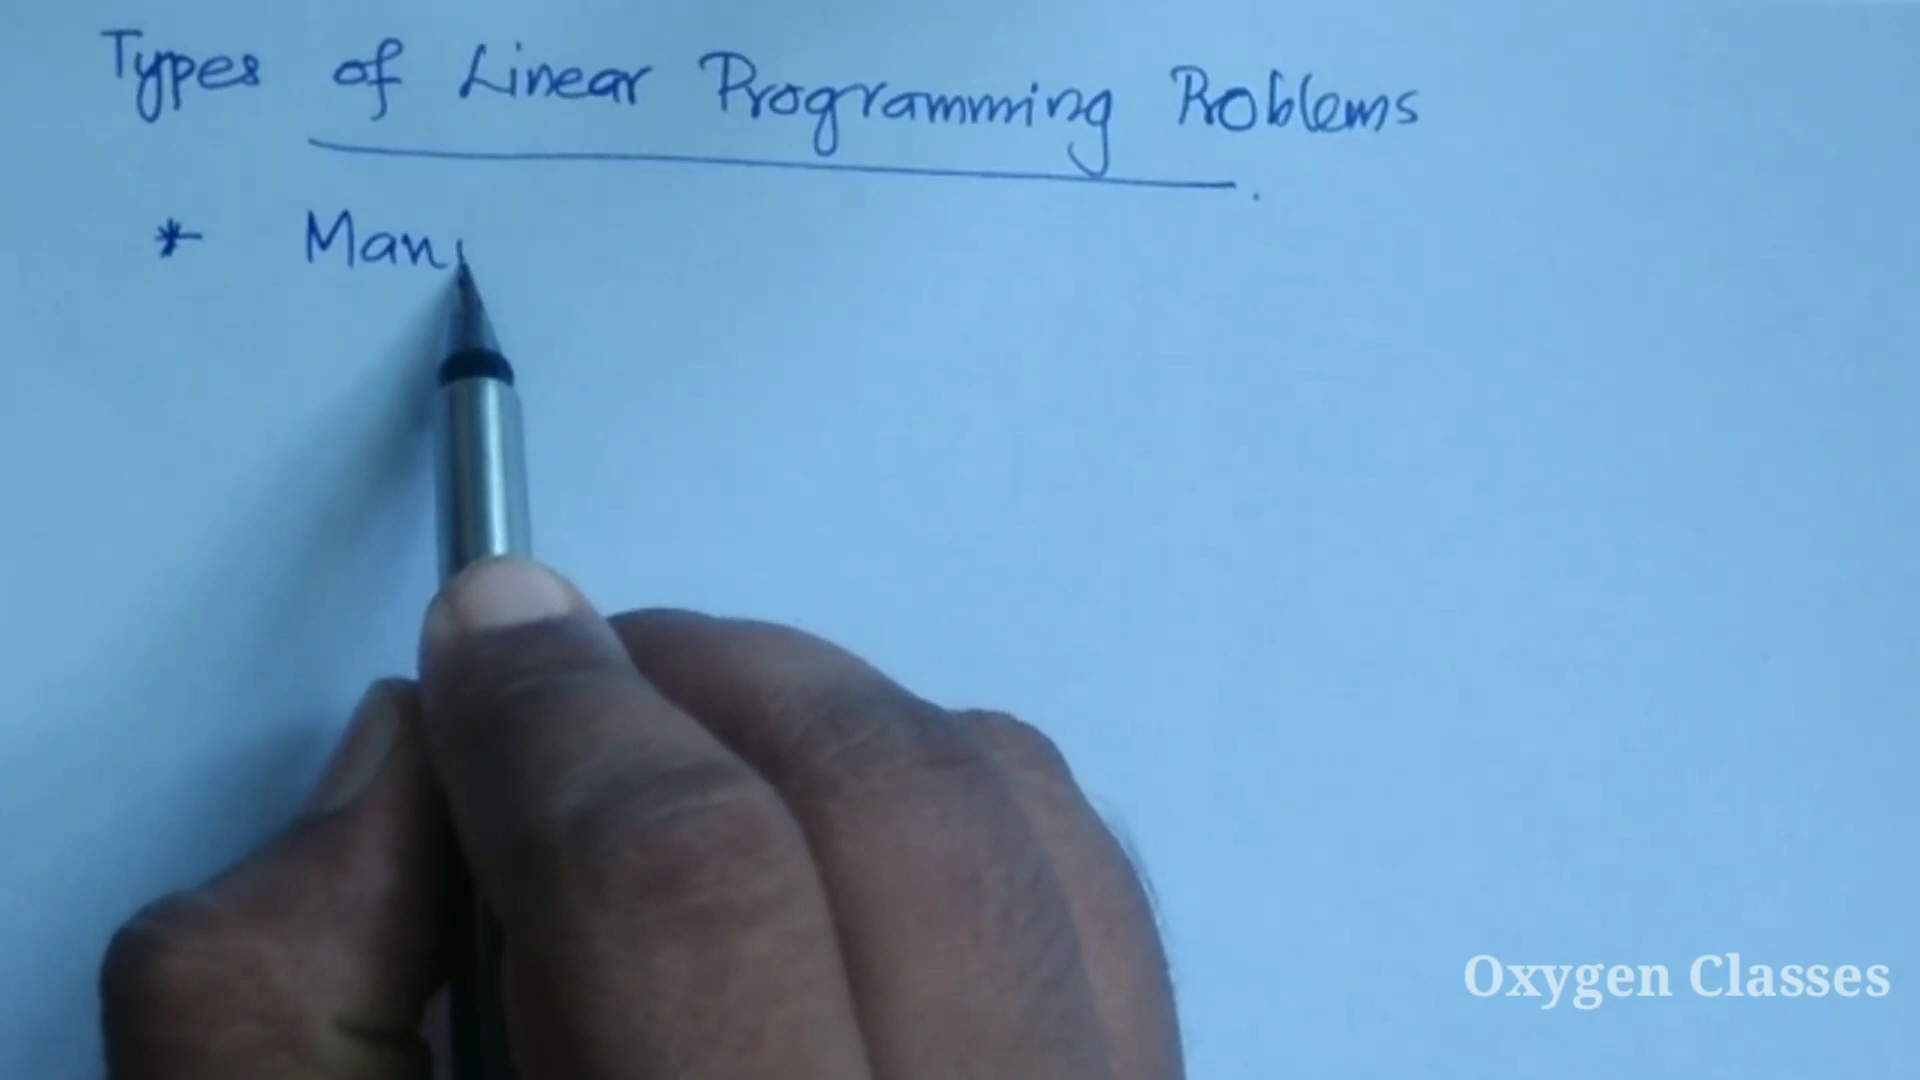 Types of Linear Programming Problems
* Man
Oxygen Classes